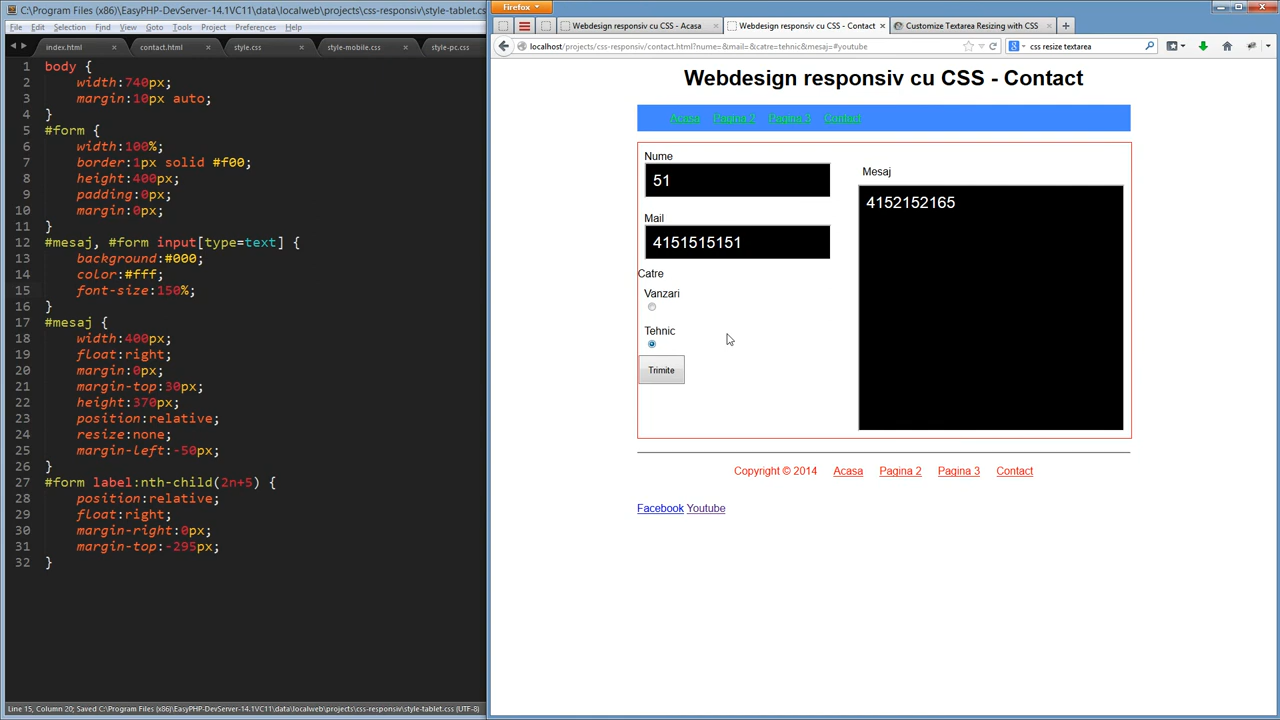 C:\Program Files (x86)\EasyPHP-DevServer-14.1VC11\data\localweb\projects\css-responsiv\style-tablet.css
File Edit Selection Find View Goto Tools Project Preferences Help
index.html contact.html style.css style-mobile.css style-pc.css
1 body {
2 width:740px;
3 margin:10px auto;
4 }
5 #form {
6 width:100%;
7 border:1px solid #f00;
8 height:400px;
9 padding:0px;
10 margin:0px;
11 }
12 #mesaj, #form input[type=text] {
13 background:#000;
14 color:#fff;
15 font-size:150%;
16 }
17 #mesaj {
18 width:400px;
19 float:right;
20 margin:0px;
21 margin-top:30px;
22 height:370px;
23 position:relative;
24 resize:none;
25 margin-left:-50px;
26 }
27 #form label:nth-child(2n+5) {
28 position:relative;
29 float:right;
30 margin-right:0px;
31 margin-top:-295px;
32 }
Line 15, Column 20; Saved C:\Program Files (x86)\EasyPHP-DevServer-14.1VC11\data\localweb\projects\css-responsiv\style-tablet.css (UTF-8)
Firefox
Webdesign responsiv cu CSS - Acasa Webdesign responsiv cu CSS - Contact Customize Textarea Resizing with CSS
localhost/projects/css-responsiv/contact.html?nume=&mail=&catre=tehnic&mesaj=#youtube
css resize textarea
Webdesign responsiv cu CSS - Contact
Acasa Pagina 2 Pagina 3 Contact
Nume
51
Mail
4151515151
Catre
Vanzari
Tehnic
Trimite
Mesaj
4152152165
Copyright © 2014 Acasa Pagina 2 Pagina 3 Contact
Facebook Youtube